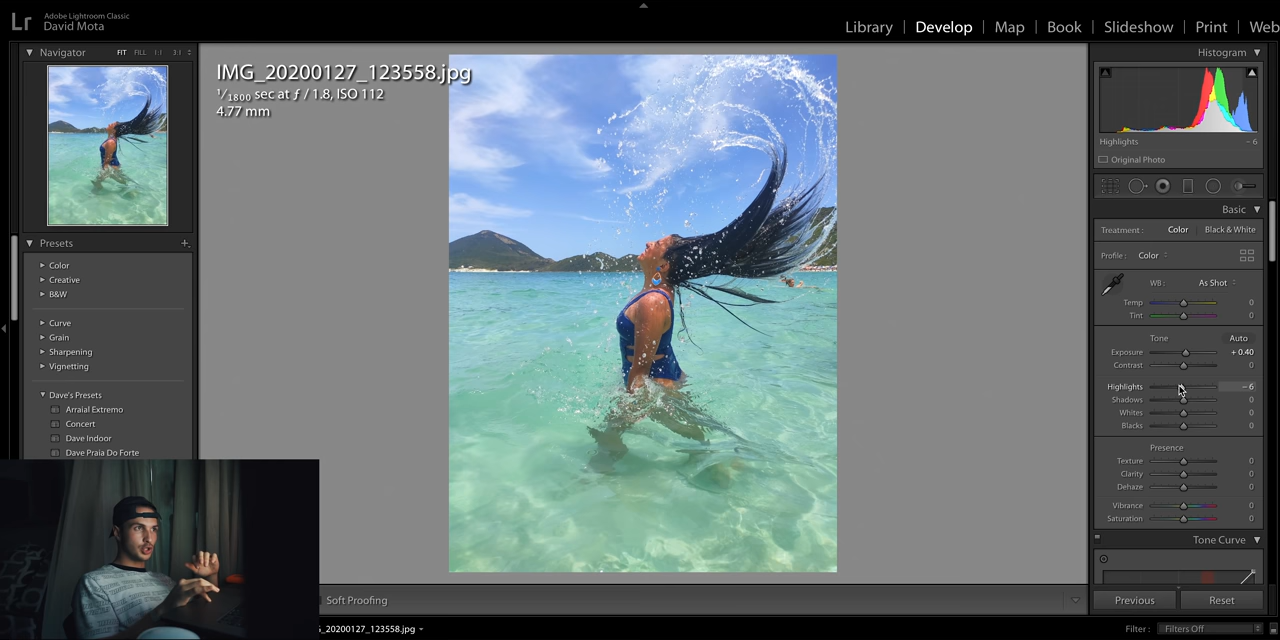 Lr
Adobe Lightroom Classic
David Mota
Library | Develop | Map | Book | Slideshow | Print | Web
Navigator FIT FILL 1:1 3:1
IMG_20200127_123558.jpg
1/1800 sec at ƒ / 1.8, ISO 112
4.77 mm
Presets +
Color
Creative
B&W
Curve
Grain
Sharpening
Vignetting
Dave's Presets
Arraial Extremo
Concert
Dave Indoor
Dave Praia Do Forte
Histogram
Highlights - 6
Original Photo
Basic
Treatment : Color Black & White
Profile : Color
WB : As Shot
Temp 0
Tint 0
Tone Auto
Exposure + 0.40
Contrast 0
Highlights - 6
Shadows 0
Whites 0
Blacks 0
Presence
Texture 0
Clarity 0
Dehaze 0
Vibrance 0
Saturation 0
Tone Curve
Previous Reset
Soft Proofing
_20200127_123558.jpg
Filter : Filters Off